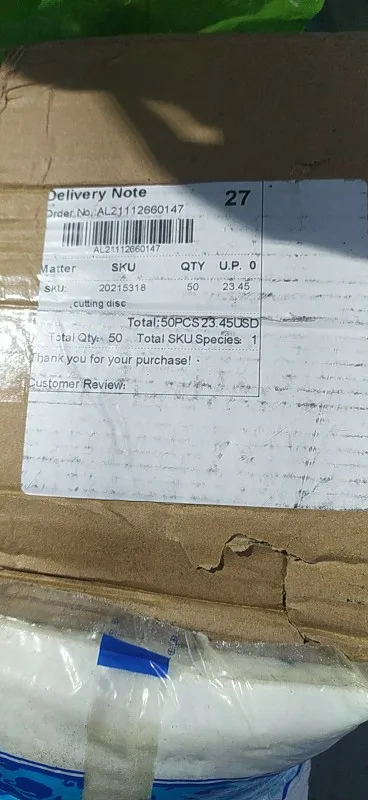 Delivery Note 27
Order No.:AL21112660147
AL21112660147
Matter SKU QTY U.P. 0
SKU: 20215318 50 23.45
cutting disc
Total:50PCS23.45USD
Total Qty: 50 Total SKU Species: 1
Thank you for your purchase!
Customer Review: